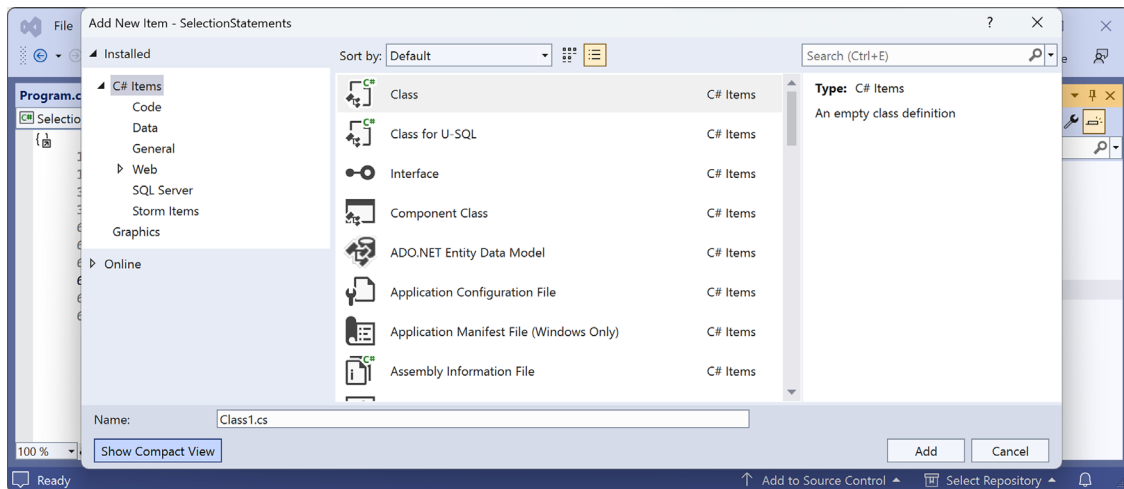 File
Add New Item - SelectionStatements
?
Installed
Sort by: Default
Search (Ctrl+E)
C# Items
Code
Data
General
Web
SQL Server
Storm Items
Graphics
Online
Class C# Items
Class for U-SQL C# Items
Interface C# Items
Component Class C# Items
ADO.NET Entity Data Model C# Items
Application Configuration File C# Items
Application Manifest File (Windows Only) C# Items
Assembly Information File C# Items
Type: C# Items
An empty class definition
Program.c
C# Selectio
Name: Class1.cs
Show Compact View
Add Cancel
100 %
Ready
Add to Source Control
Select Repository